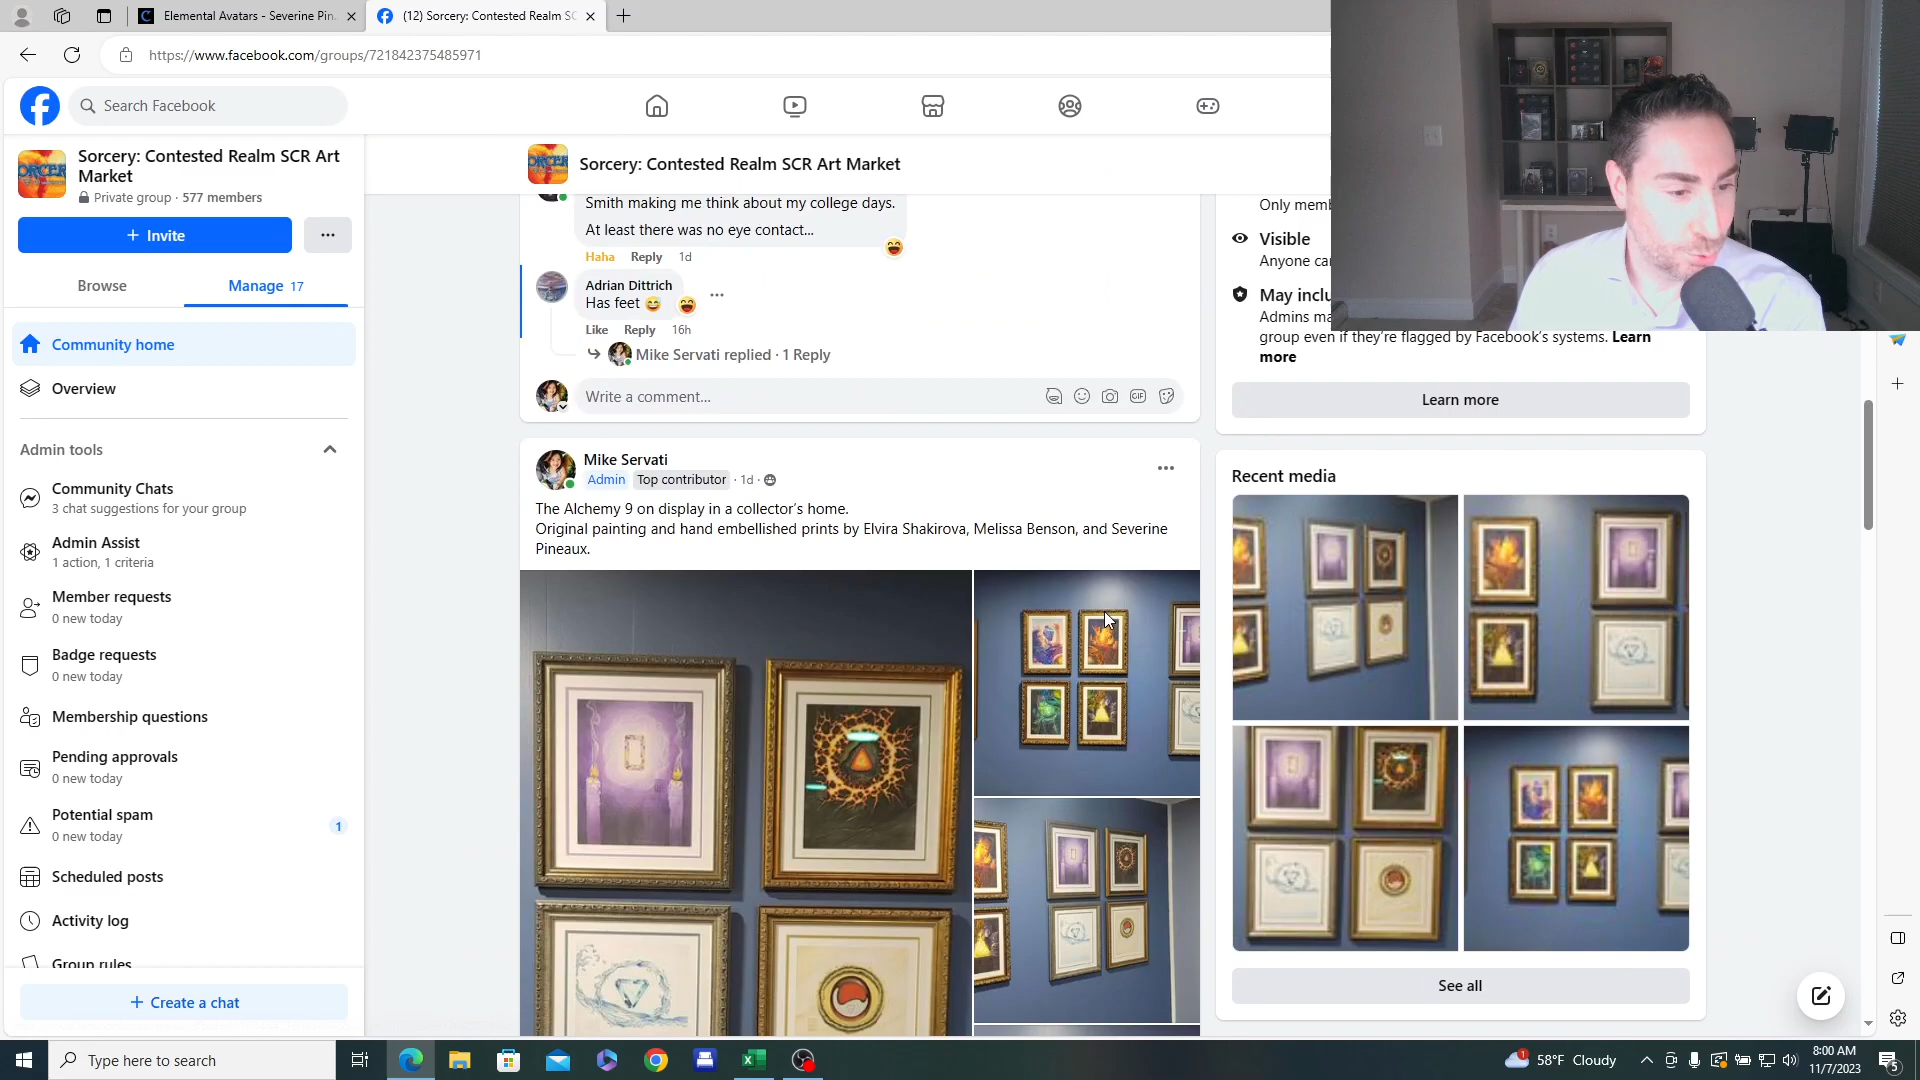 Elemental Avatars - Severine Pin
(12) Sorcery: Contested Realm SC
https://www.facebook.com/groups/721842375485971
Search Facebook
Sorcery: Contested Realm SCR Art
Market
Private group · 577 members
+ Invite
Browse
Manage 17
Community home
Overview
Admin tools
Community Chats
3 chat suggestions for your group
Admin Assist
1 action, 1 criteria
Member requests
0 new today
Badge requests
0 new today
Membership questions
Pending approvals
0 new today
Potential spam
0 new today
1
Scheduled posts
Activity log
Group rules
+ Create a chat
Sorcery: Contested Realm SCR Art Market
Smith making me think about my college days.
At least there was no eye contact...
Haha Reply 1d
Adrian Dittrich
Has feet 😅
Like Reply 16h
Mike Servati replied · 1 Reply
Write a comment...
GIF
Mike Servati
Admin Top contributor · 1d ·
The Alchemy 9 on display in a collector's home.
Original painting and hand embellished prints by Elvira Shakirova, Melissa Benson, and Severine
Pineaux.
Visible
group even if they're flagged by Facebook's systems. Learn
more
Learn more
Recent media
See all
Type here to search
1
58°F Cloudy
8:00 AM
11/7/2023
5